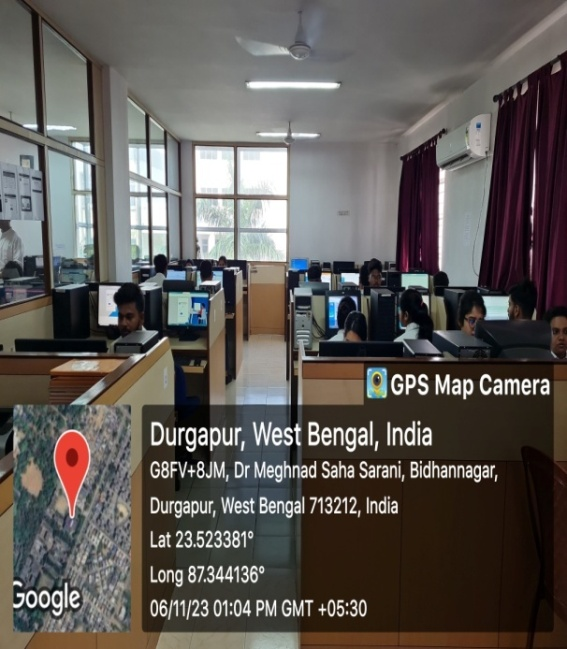 GPS Map Camera
Durgapur, West Bengal, India
G8FV+8JM, Dr Meghnad Saha Sarani, Bidhannagar,
Durgapur, West Bengal 713212, India
Lat 23.523381°
Long 87.344136°
06/11/23 01:04 PM GMT +05:30
Google